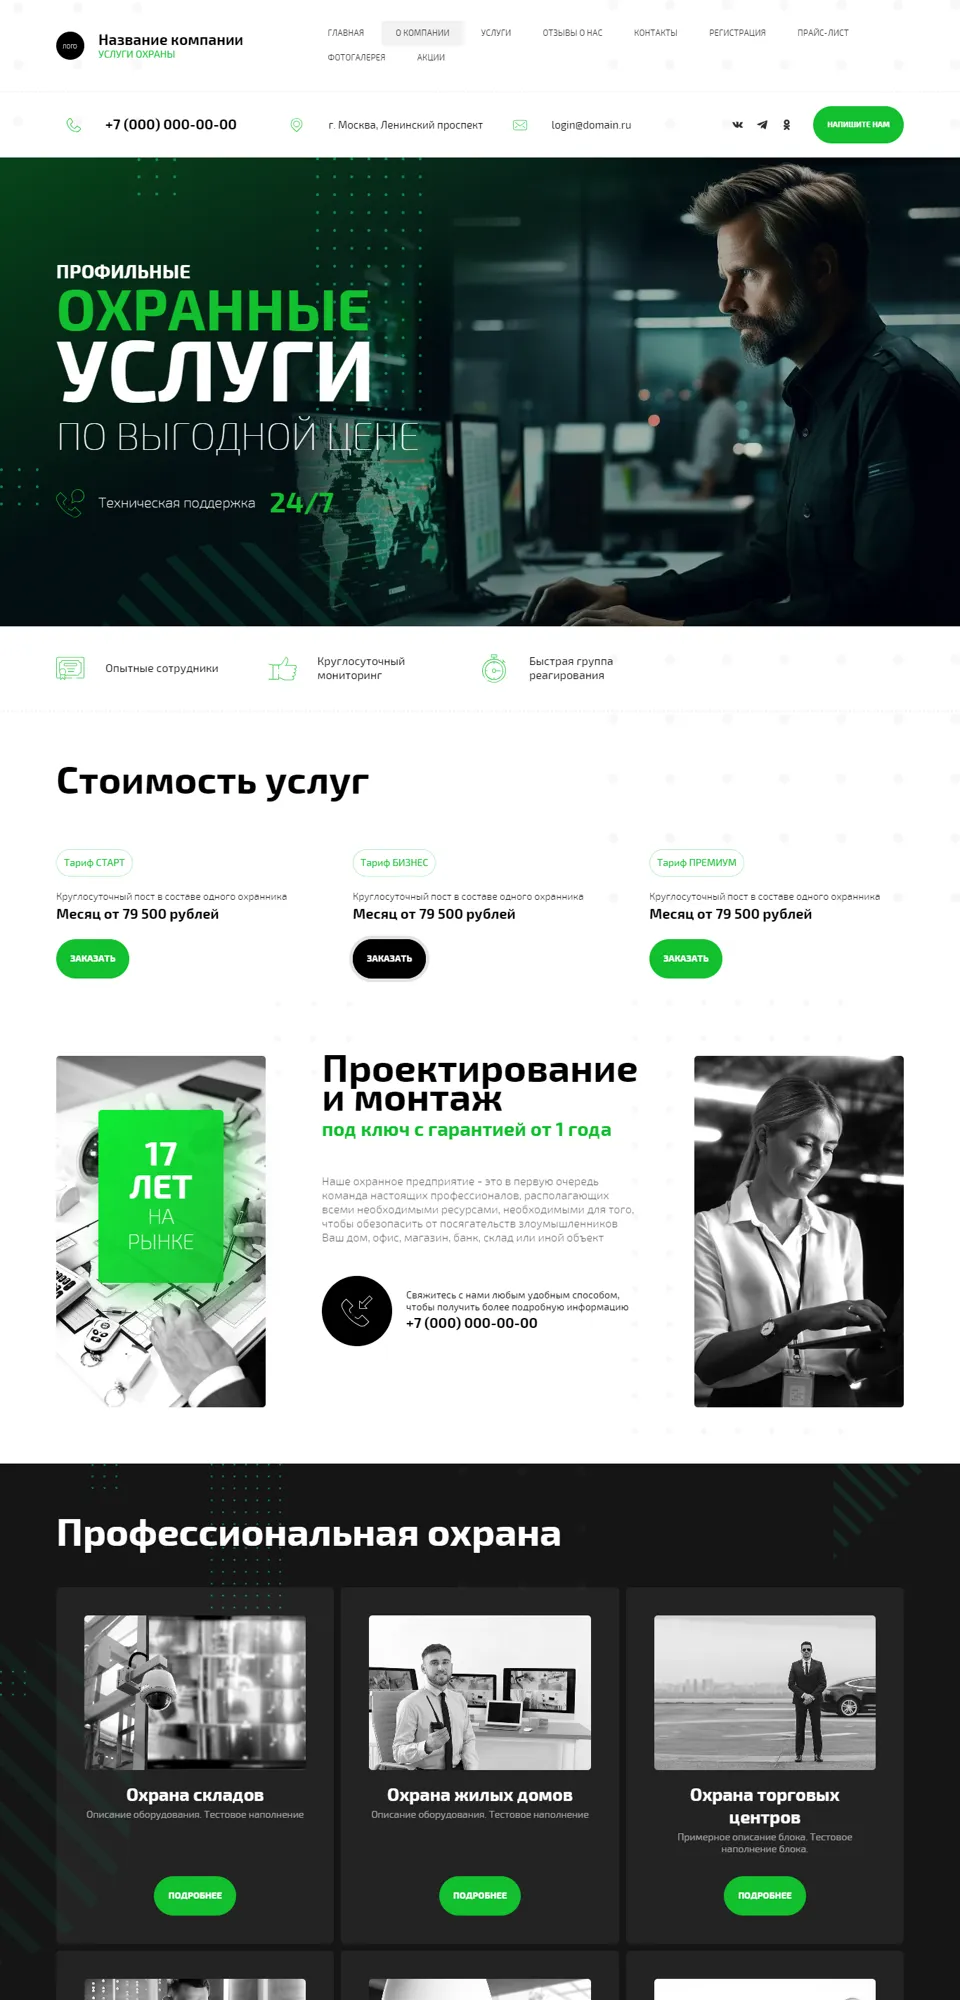 ЛОГО
Название компании
УСЛУГИ ОХРАНЫ
ГЛАВНАЯ
О КОМПАНИИ
УСЛУГИ
ОТЗЫВЫ О НАС
КОНТАКТЫ
РЕГИСТРАЦИЯ
ПРАЙС-ЛИСТ
ФОТОГАЛЕРЕЯ
АКЦИИ
+7 (000) 000-00-00
г. Москва, Ленинский проспект
login@domain.ru
НАПИШИТЕ НАМ
ПРОФИЛЬНЫЕ
ОХРАННЫЕ
УСЛУГИ
ПО ВЫГОДНОЙ ЦЕНЕ
Техническая поддержка 24/7
Опытные сотрудники
Круглосуточный
мониторинг
Быстрая группа
реагирования
Стоимость услуг
Тариф СТАРТ
Круглосуточный пост в составе одного охранника
Месяц от 79 500 рублей
ЗАКАЗАТЬ
Тариф БИЗНЕС
Круглосуточный пост в составе одного охранника
Месяц от 79 500 рублей
ЗАКАЗАТЬ
Тариф ПРЕМИУМ
Круглосуточный пост в составе одного охранника
Месяц от 79 500 рублей
ЗАКАЗАТЬ
17
ЛЕТ
НА
РЫНКЕ
Проектирование
и монтаж
под ключ с гарантией от 1 года
Наше охранное предприятие - это в первую очередь
команда настоящих профессионалов, располагающих
всеми необходимыми ресурсами, необходимыми для того,
чтобы обезопасить от посягательств злоумышленников
Ваш дом, офис, магазин, банк, склад или иной объект
Свяжитесь с нами любым удобным способом,
чтобы получить более подробную информацию
+7 (000) 000-00-00
Профессиональная охрана
Охрана складов
Описание оборудования. Тестовое наполнение
ПОДРОБНЕЕ
Охрана жилых домов
Описание оборудования. Тестовое наполнение
ПОДРОБНЕЕ
Охрана торговых
центров
Примерное описание блока. Тестовое
наполнение блока.
ПОДРОБНЕЕ